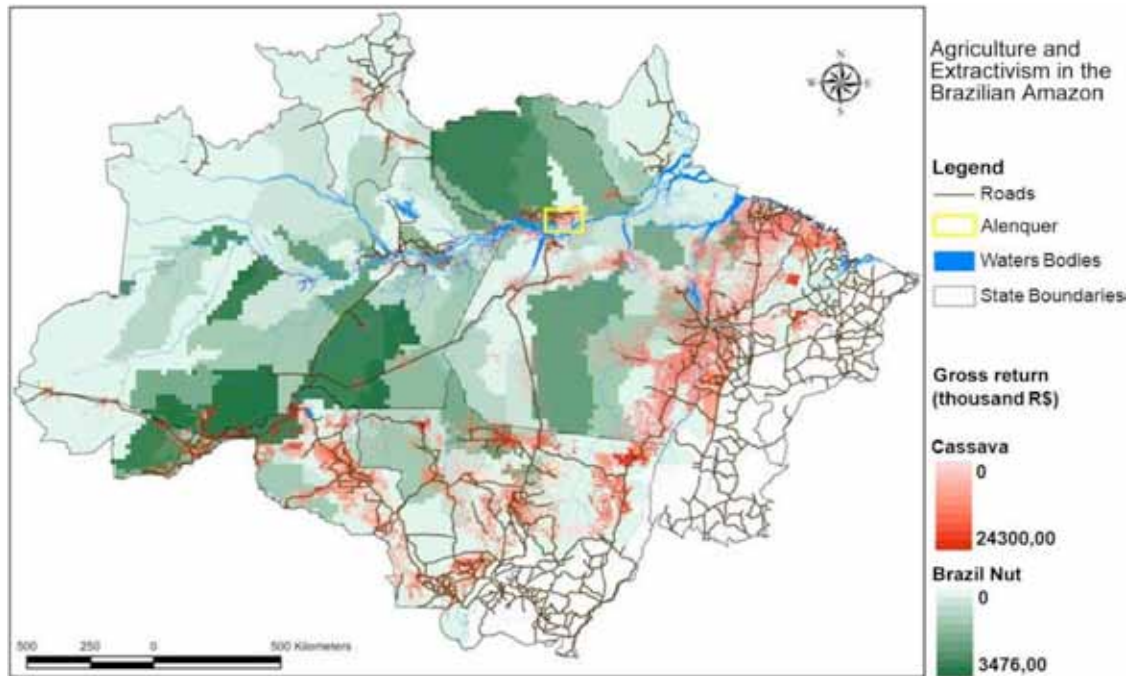 Agriculture and
Extractivism in the
Brazilian Amazon
N
W E
S
Legend
Roads
Alenquer
Waters Bodies
State Boundaries
Gross return
(thousand R$)
Cassava
0
24300,00
Brazil Nut
0
3476,00
500 250 0 500 Kilometers